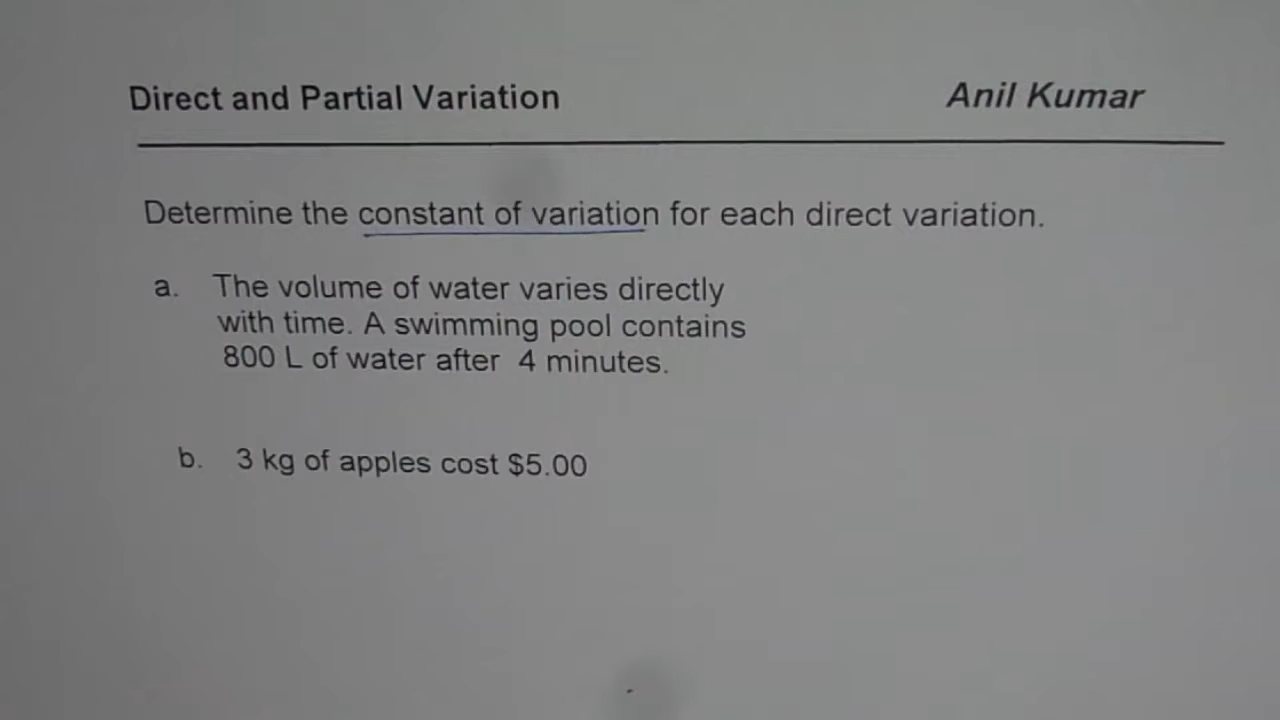 Direct and Partial Variation
Anil Kumar
Determine the constant of variation for each direct variation.
a. The volume of water varies directly
with time. A swimming pool contains
800 L of water after 4 minutes.
b. 3 kg of apples cost $5.00